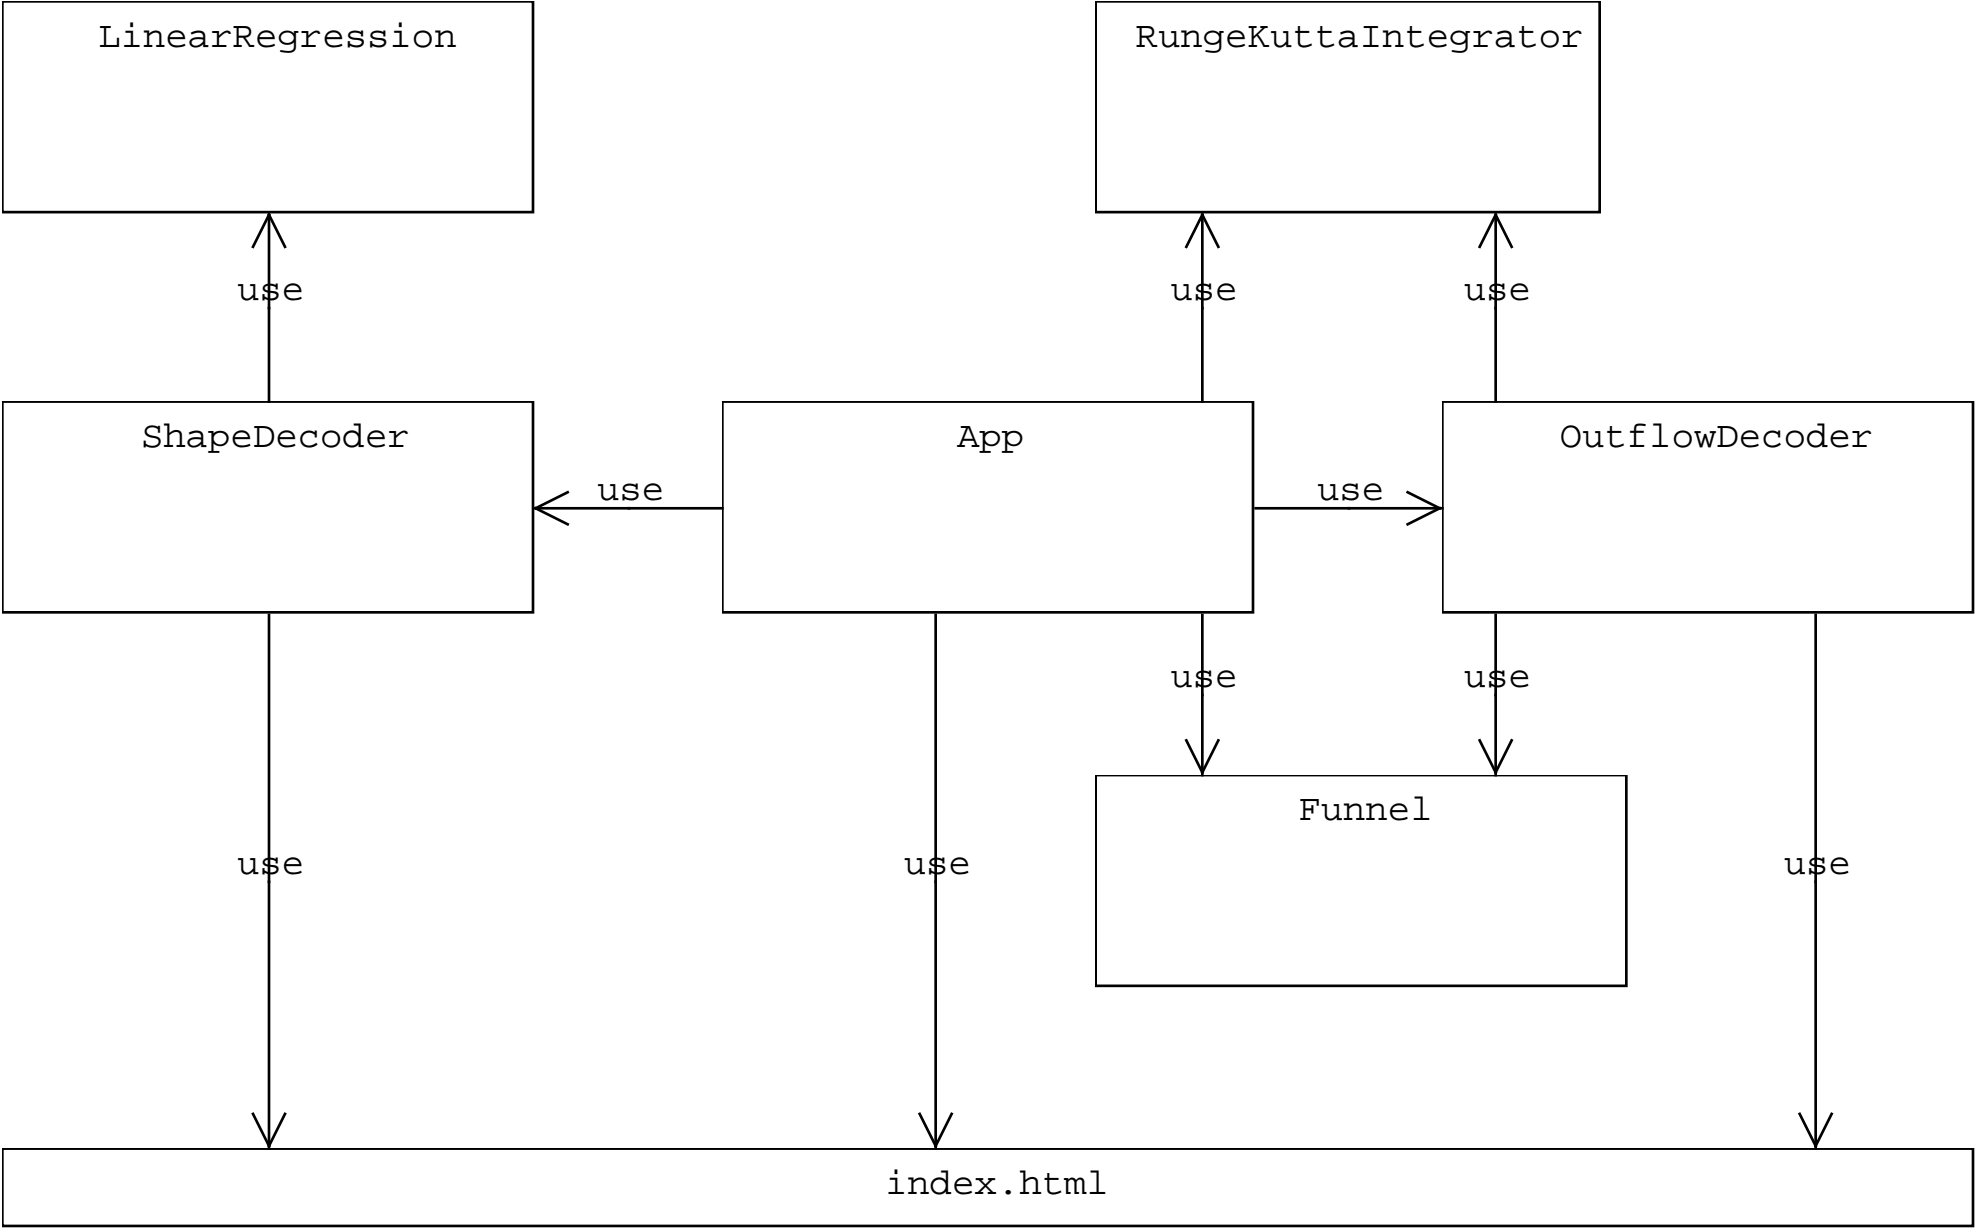 LinearRegression
RungeKuttaIntegrator
use
use
use
ShapeDecoder
App
OutflowDecoder
use
use
use
use
Funnel
use
use
use
index.html